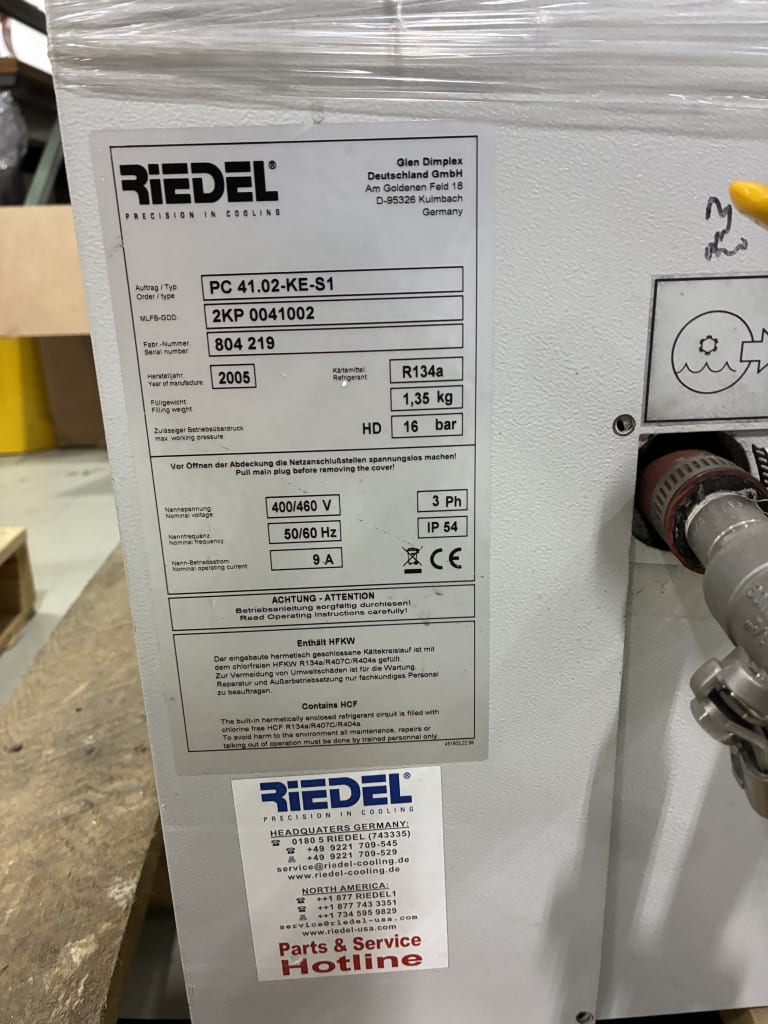 RIEDEL®
PRECISION IN COOLING
Glen Dimplex
Deutschland GmbH
Am Goldenen Feld 18
D-95326 Kulmbach
Germany
Auftrag / Typ
Order / type
PC 41.02-KE-S1
MLFB-GDD
2KP 0041002
Fabr.-Nummer
Serial number
804 219
Herstelljahr
Year of manufacture
2005
Kältemittel
Refrigerant
R134a
Füllgewicht
Filling weight
1,35 kg
Zulässiger Betriebsüberdruck
max. working pressure
HD 16 bar
Vor Öffnen der Abdeckung die Netzanschlußstellen spannungslos machen!
Pull main plug before removing the cover!
Nennspannung
Nominal voltage
400/460 V
3 Ph
Nennfrequenz
Nominal frequency
50/60 Hz
IP 54
Nenn-Betriebsstrom
Nominal operating current
9 A
CE
ACHTUNG - ATTENTION
Betriebsanleitung sorgfältig durchlesen!
Read Operating Instructions carefully!
Enthält HFKW
Der eingebaute hermetisch geschlossene Kältekreislauf ist mit
dem chlorfreien HFKW R134a/R407C/R404a gefüllt.
Zur Vermeidung von Umweltschäden ist für die Wartung,
Reparatur und Außerbetriebsetzung nur fachkundiges Personal
zu beauftragen.
Contains HCF
The built-in hermetically enclosed refrigerant circuit is filled with
chlorine free HCF R134a/R407C/R404a.
To avoid harm to the environment all maintenance, repairs or
talking out of operation must be done by trained personnel only.
RIEDEL®
PRECISION IN COOLING
HEADQUATERS GERMANY:
0180 5 RIEDEL (743335)
+49 9221 709-545
+49 9221 709-529
service@riedel-cooling.de
www.riedel-cooling.de
NORTH AMERICA:
++1 877 RIEDEL1
++1 877 743 3351
++1 734 595 9829
service@riedel-usa.com
www.riedel-usa.com
Parts & Service
Hotline